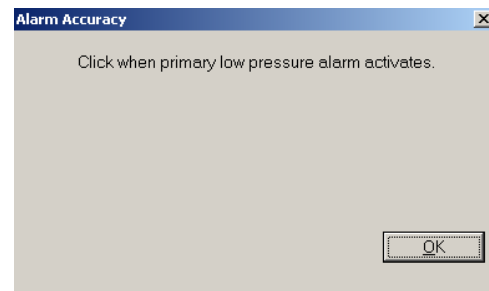 Alarm Accuracy
Click when primary low pressure alarm activates.
OK